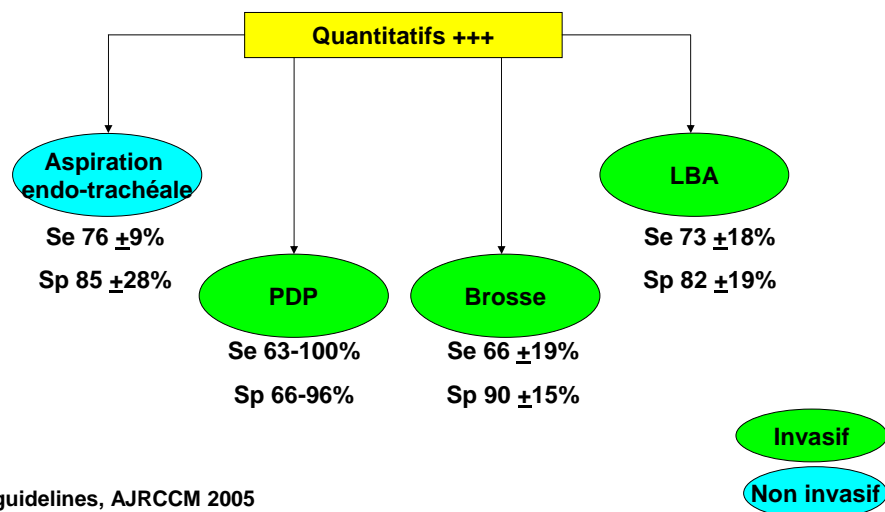 Quantitatifs +++
Aspiration
endo-trachéale
Se 76 ±9%
Sp 85 ±28%
PDP
Se 63-100%
Sp 66-96%
Brosse
Se 66 ±19%
Sp 90 ±15%
LBA
Se 73 ±18%
Sp 82 ±19%
Invasif
Non invasif
guidelines, AJRCCM 2005